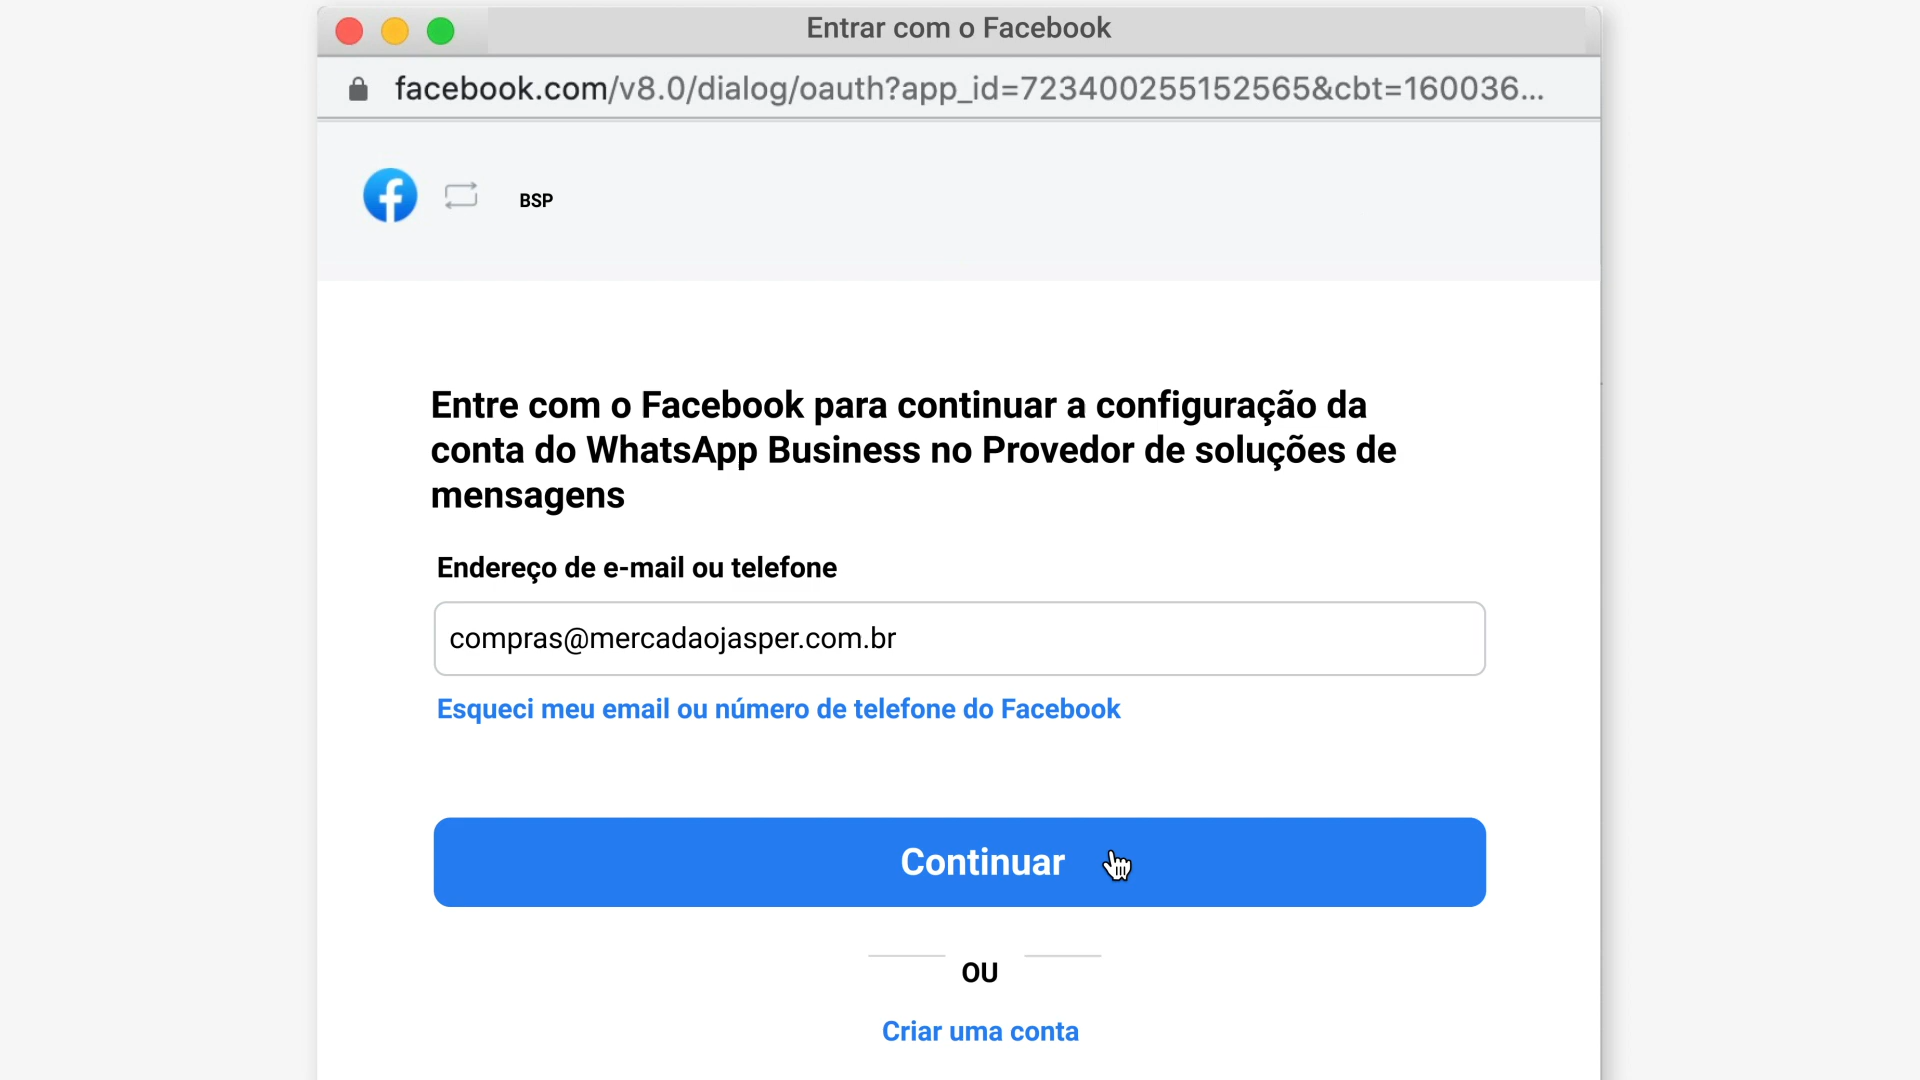 Entrar com o Facebook
facebook.com/v8.0/dialog/oauth?app_id=723400255152565&cbt=160036...
BSP
Entre com o Facebook para continuar a configuração da
conta do WhatsApp Business no Provedor de soluções de
mensagens
Endereço de e-mail ou telefone
compras@mercadaojasper.com.br
Esqueci meu email ou número de telefone do Facebook
Continuar
OU
Criar uma conta